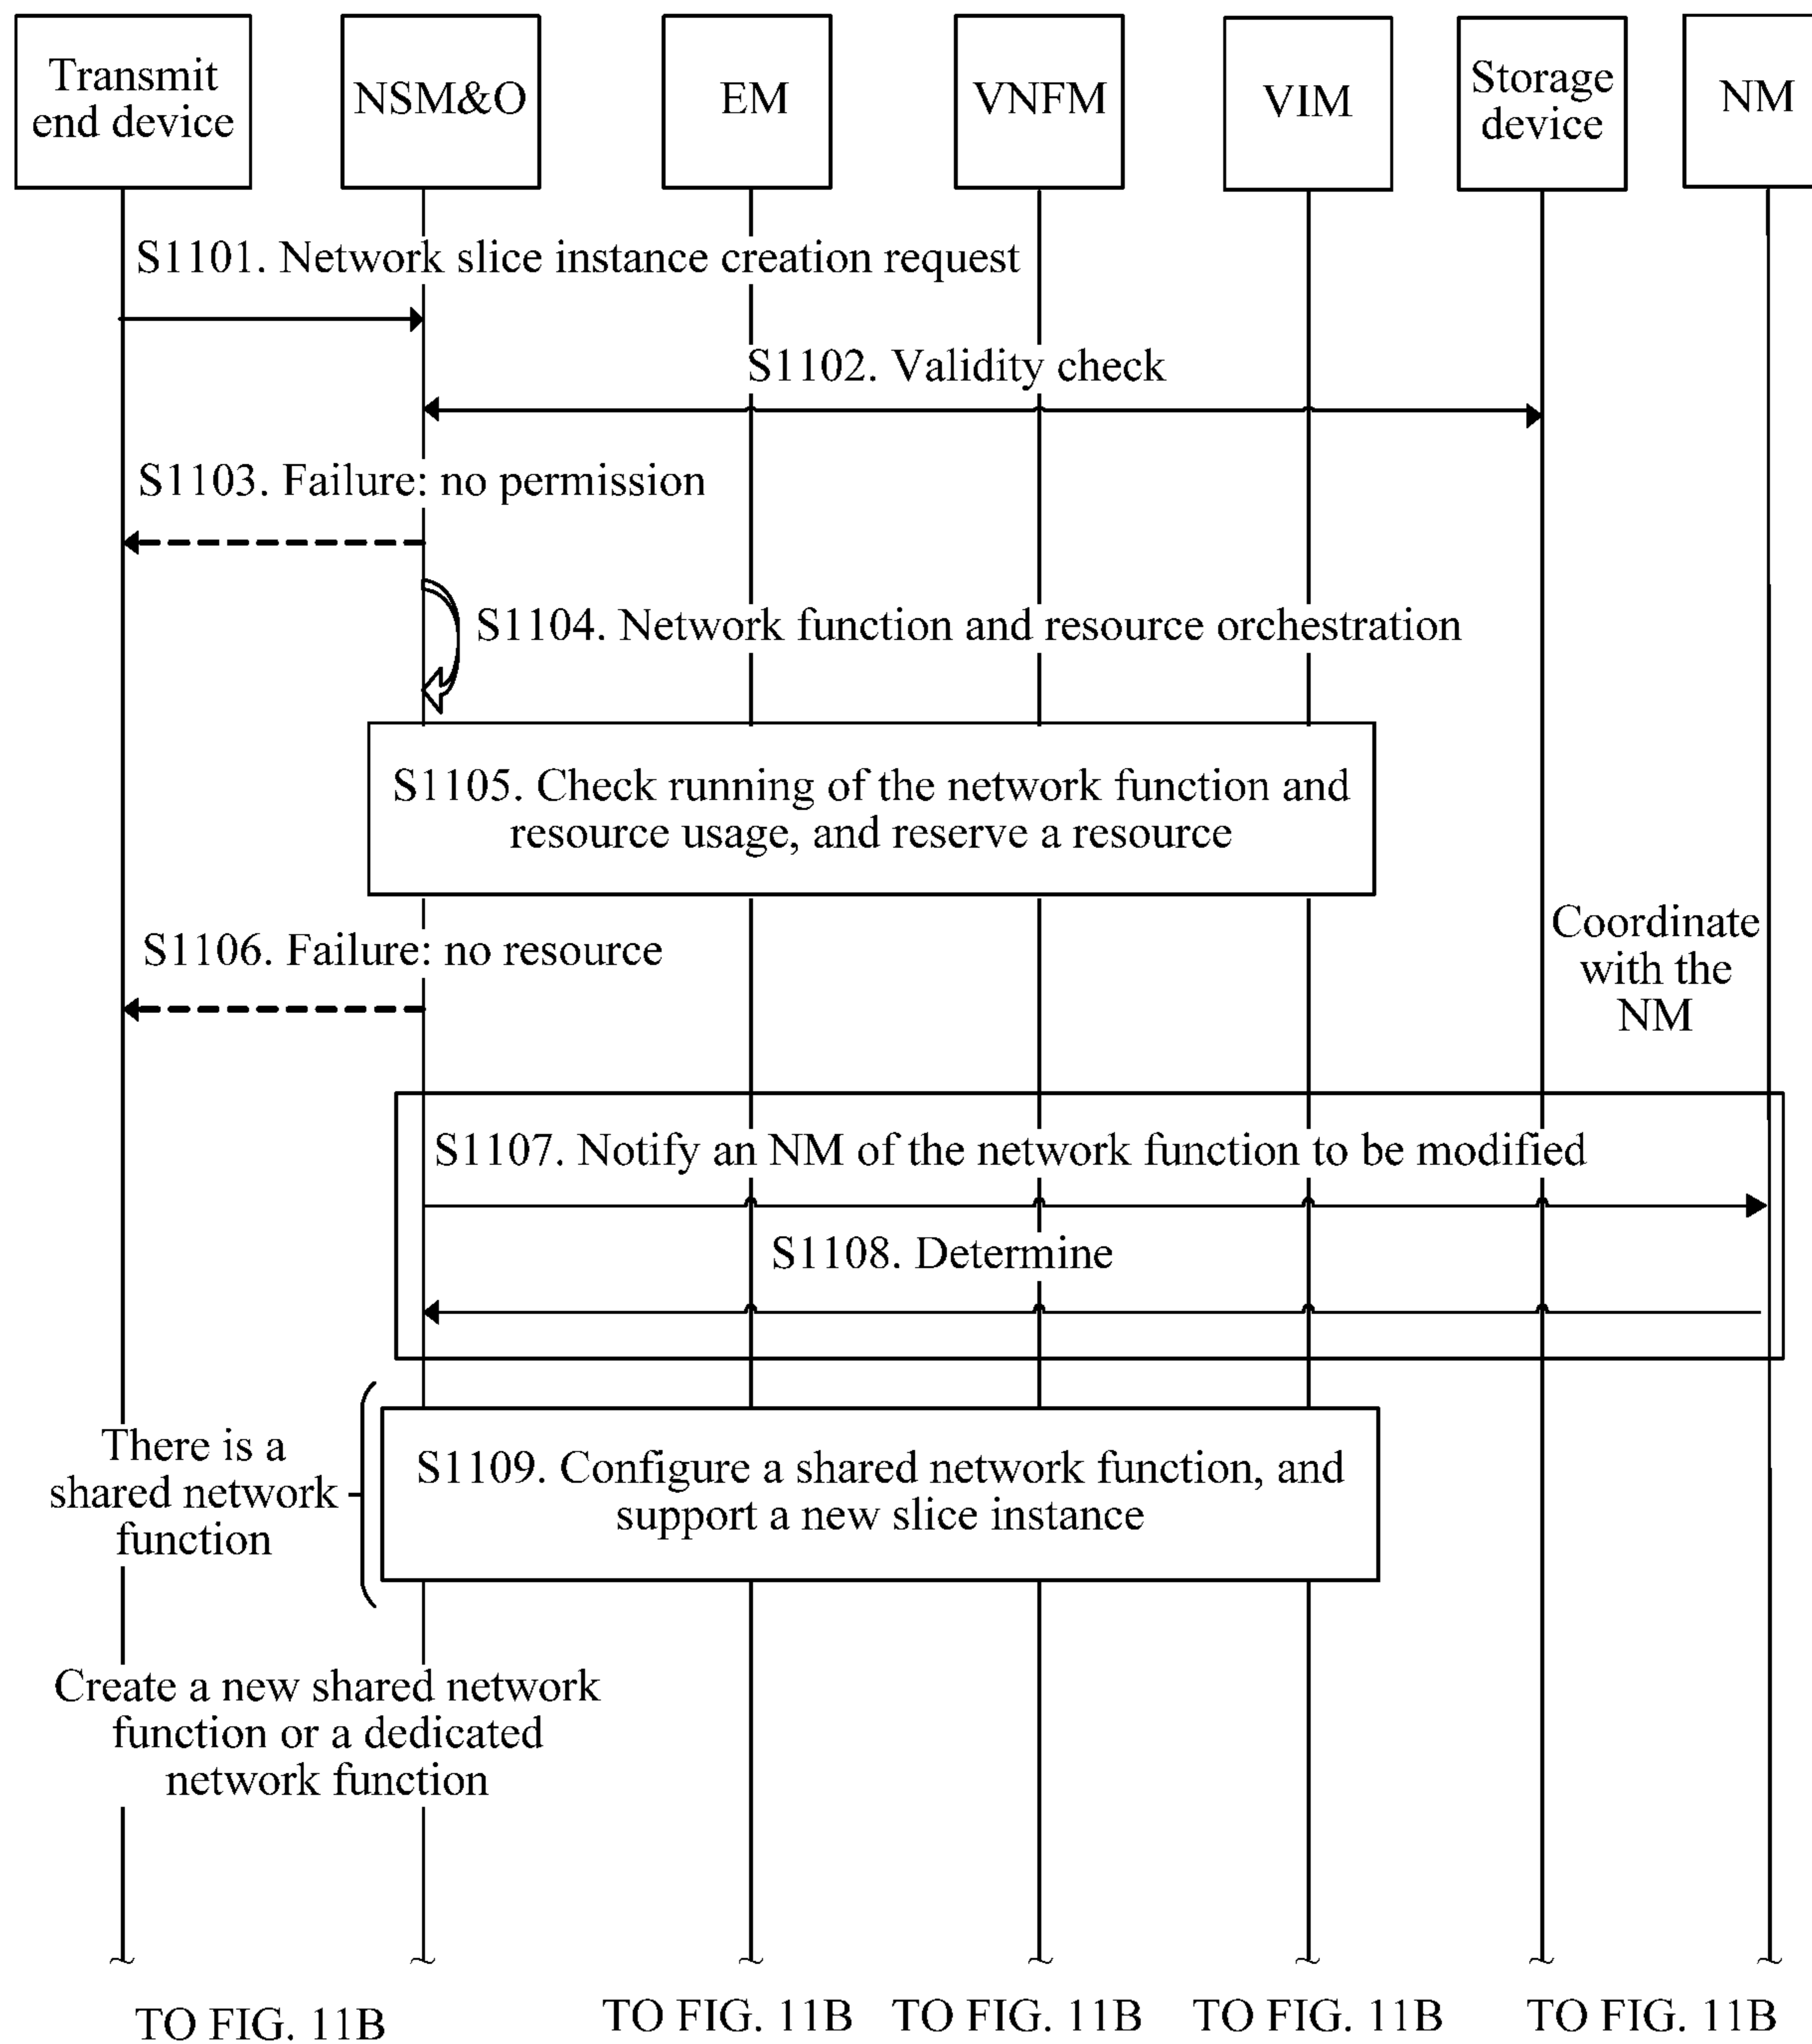 Transmit
end device
NSM&O
EM
VNFM
VIM
Storage
device
NM
S1101. Network slice instance creation request
S1102. Validity check
S1103. Failure: no permission
S1104. Network function and resource orchestration
S1105. Check running of the network function and
resource usage, and reserve a resource
S1106. Failure: no resource
Coordinate
with the
NM
S1107. Notify an NM of the network function to be modified
S1108. Determine
There is a
shared network
function
S1109. Configure a shared network function, and
support a new slice instance
Create a new shared network
function or a dedicated
network function
TO FIG. 11B
TO FIG. 11B
TO FIG. 11B
TO FIG. 11B
TO FIG. 11B